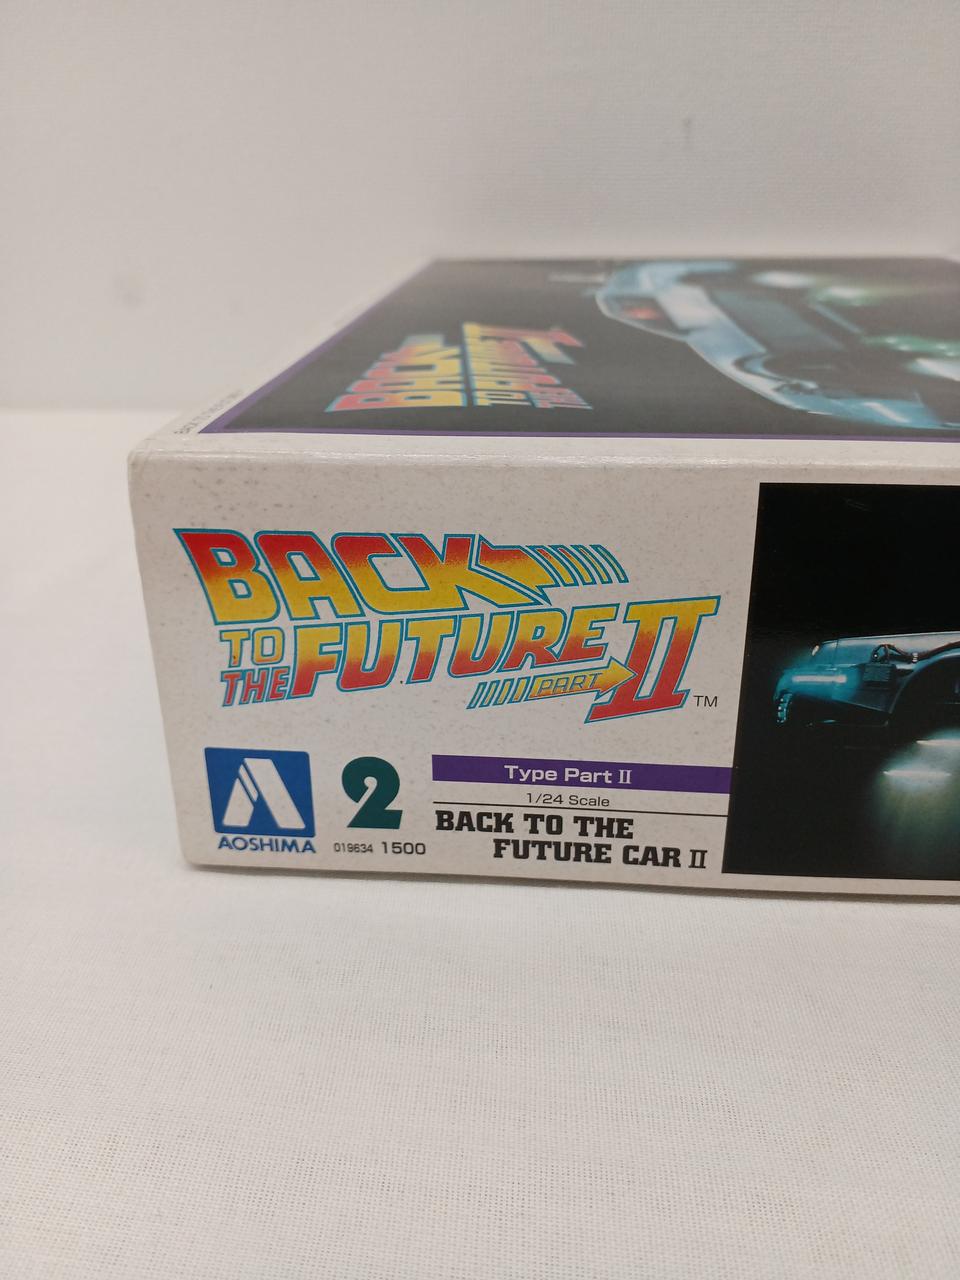 BACK
TO FUTURE II
THE
BACK
TO
THE FUTURE II
PART
TM
AOSHIMA
2
019634 1500
Type Part II
1/24 Scale
BACK TO THE
FUTURE CAR II